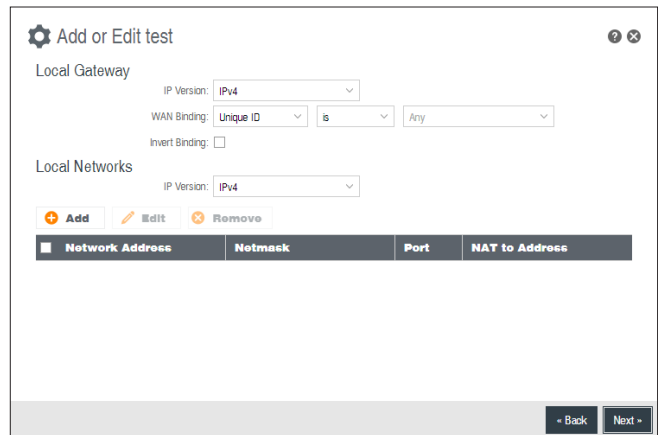 Add or Edit test
Local Gateway
IP Version: IPv4
WAN Binding: Unique ID is Any
Invert Binding:
Local Networks
IP Version: IPv4
Add Edit Remove
Network Address Netmask Port NAT to Address
« Back Next »